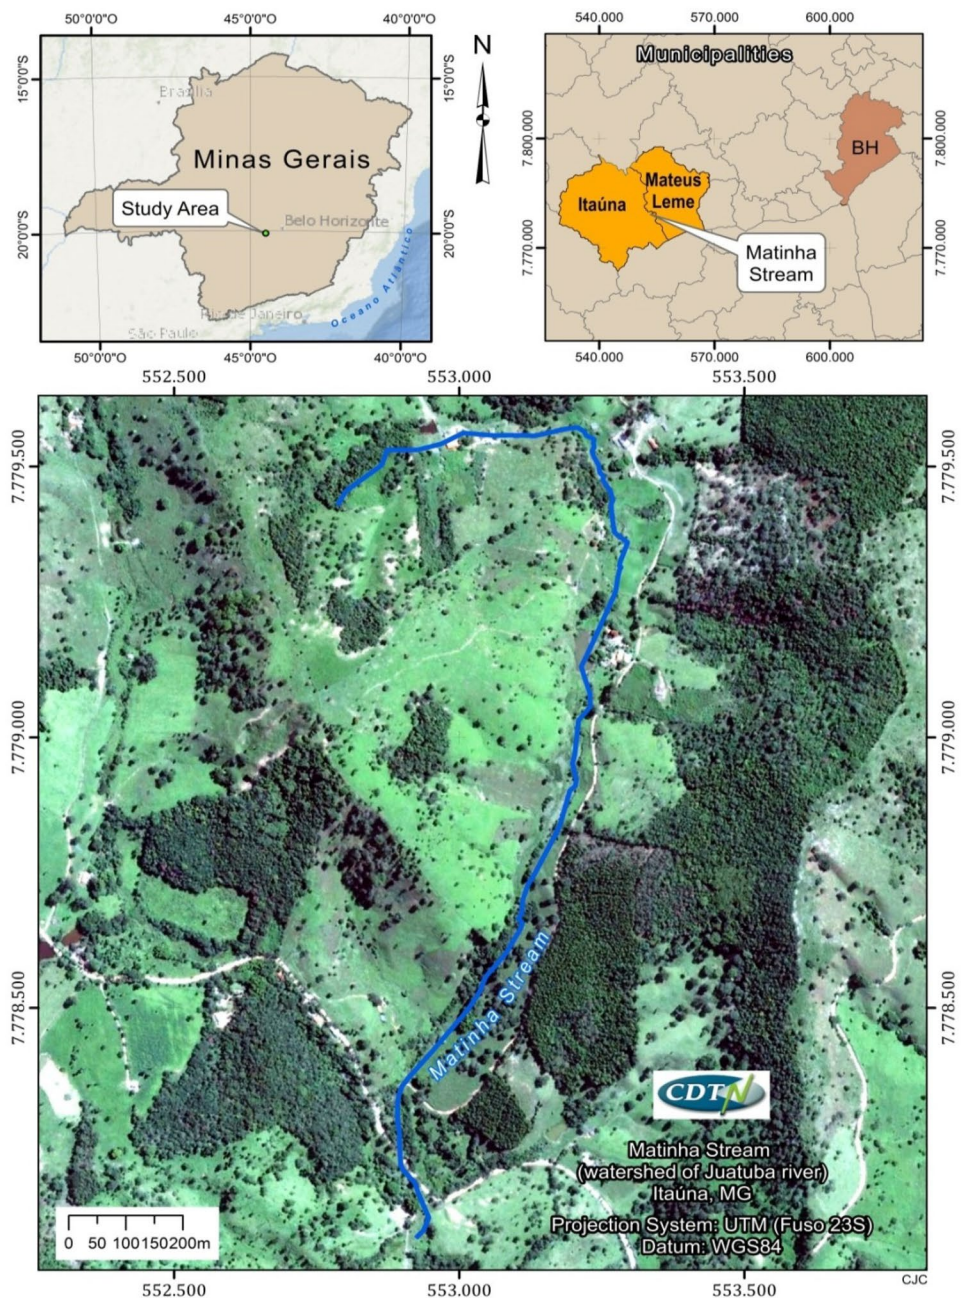 50°0'0"O 45°0'0"O 40°0'0"O
15°0'0"S
20°0'0"S
Brasília
Minas Gerais
Study Area
Belo Horizonte
Oceano Atlântico
Rio de Janeiro
São Paulo
15°0'0"S
20°0'0"S
50°0'0"O 45°0'0"O 40°0'0"O
N
540.000 570.000 600.000
Municipalities
BH
Mateus
Leme
Itaúna
Matinha
Stream
7.800.000
7.770.000
540.000 570.000 600.000
552.500 553.000 553.500
7.779.500
7.779.000
7.778.500
7.779.500
7.779.000
7.778.500
Matinha Stream
CDTN
Matinha Stream
(watershed of Juatuba river)
Itaúna, MG
Projection System: UTM (Fuso 23S)
Datum: WGS84
0 50 100150200m
CJC
552.500 553.000 553.500